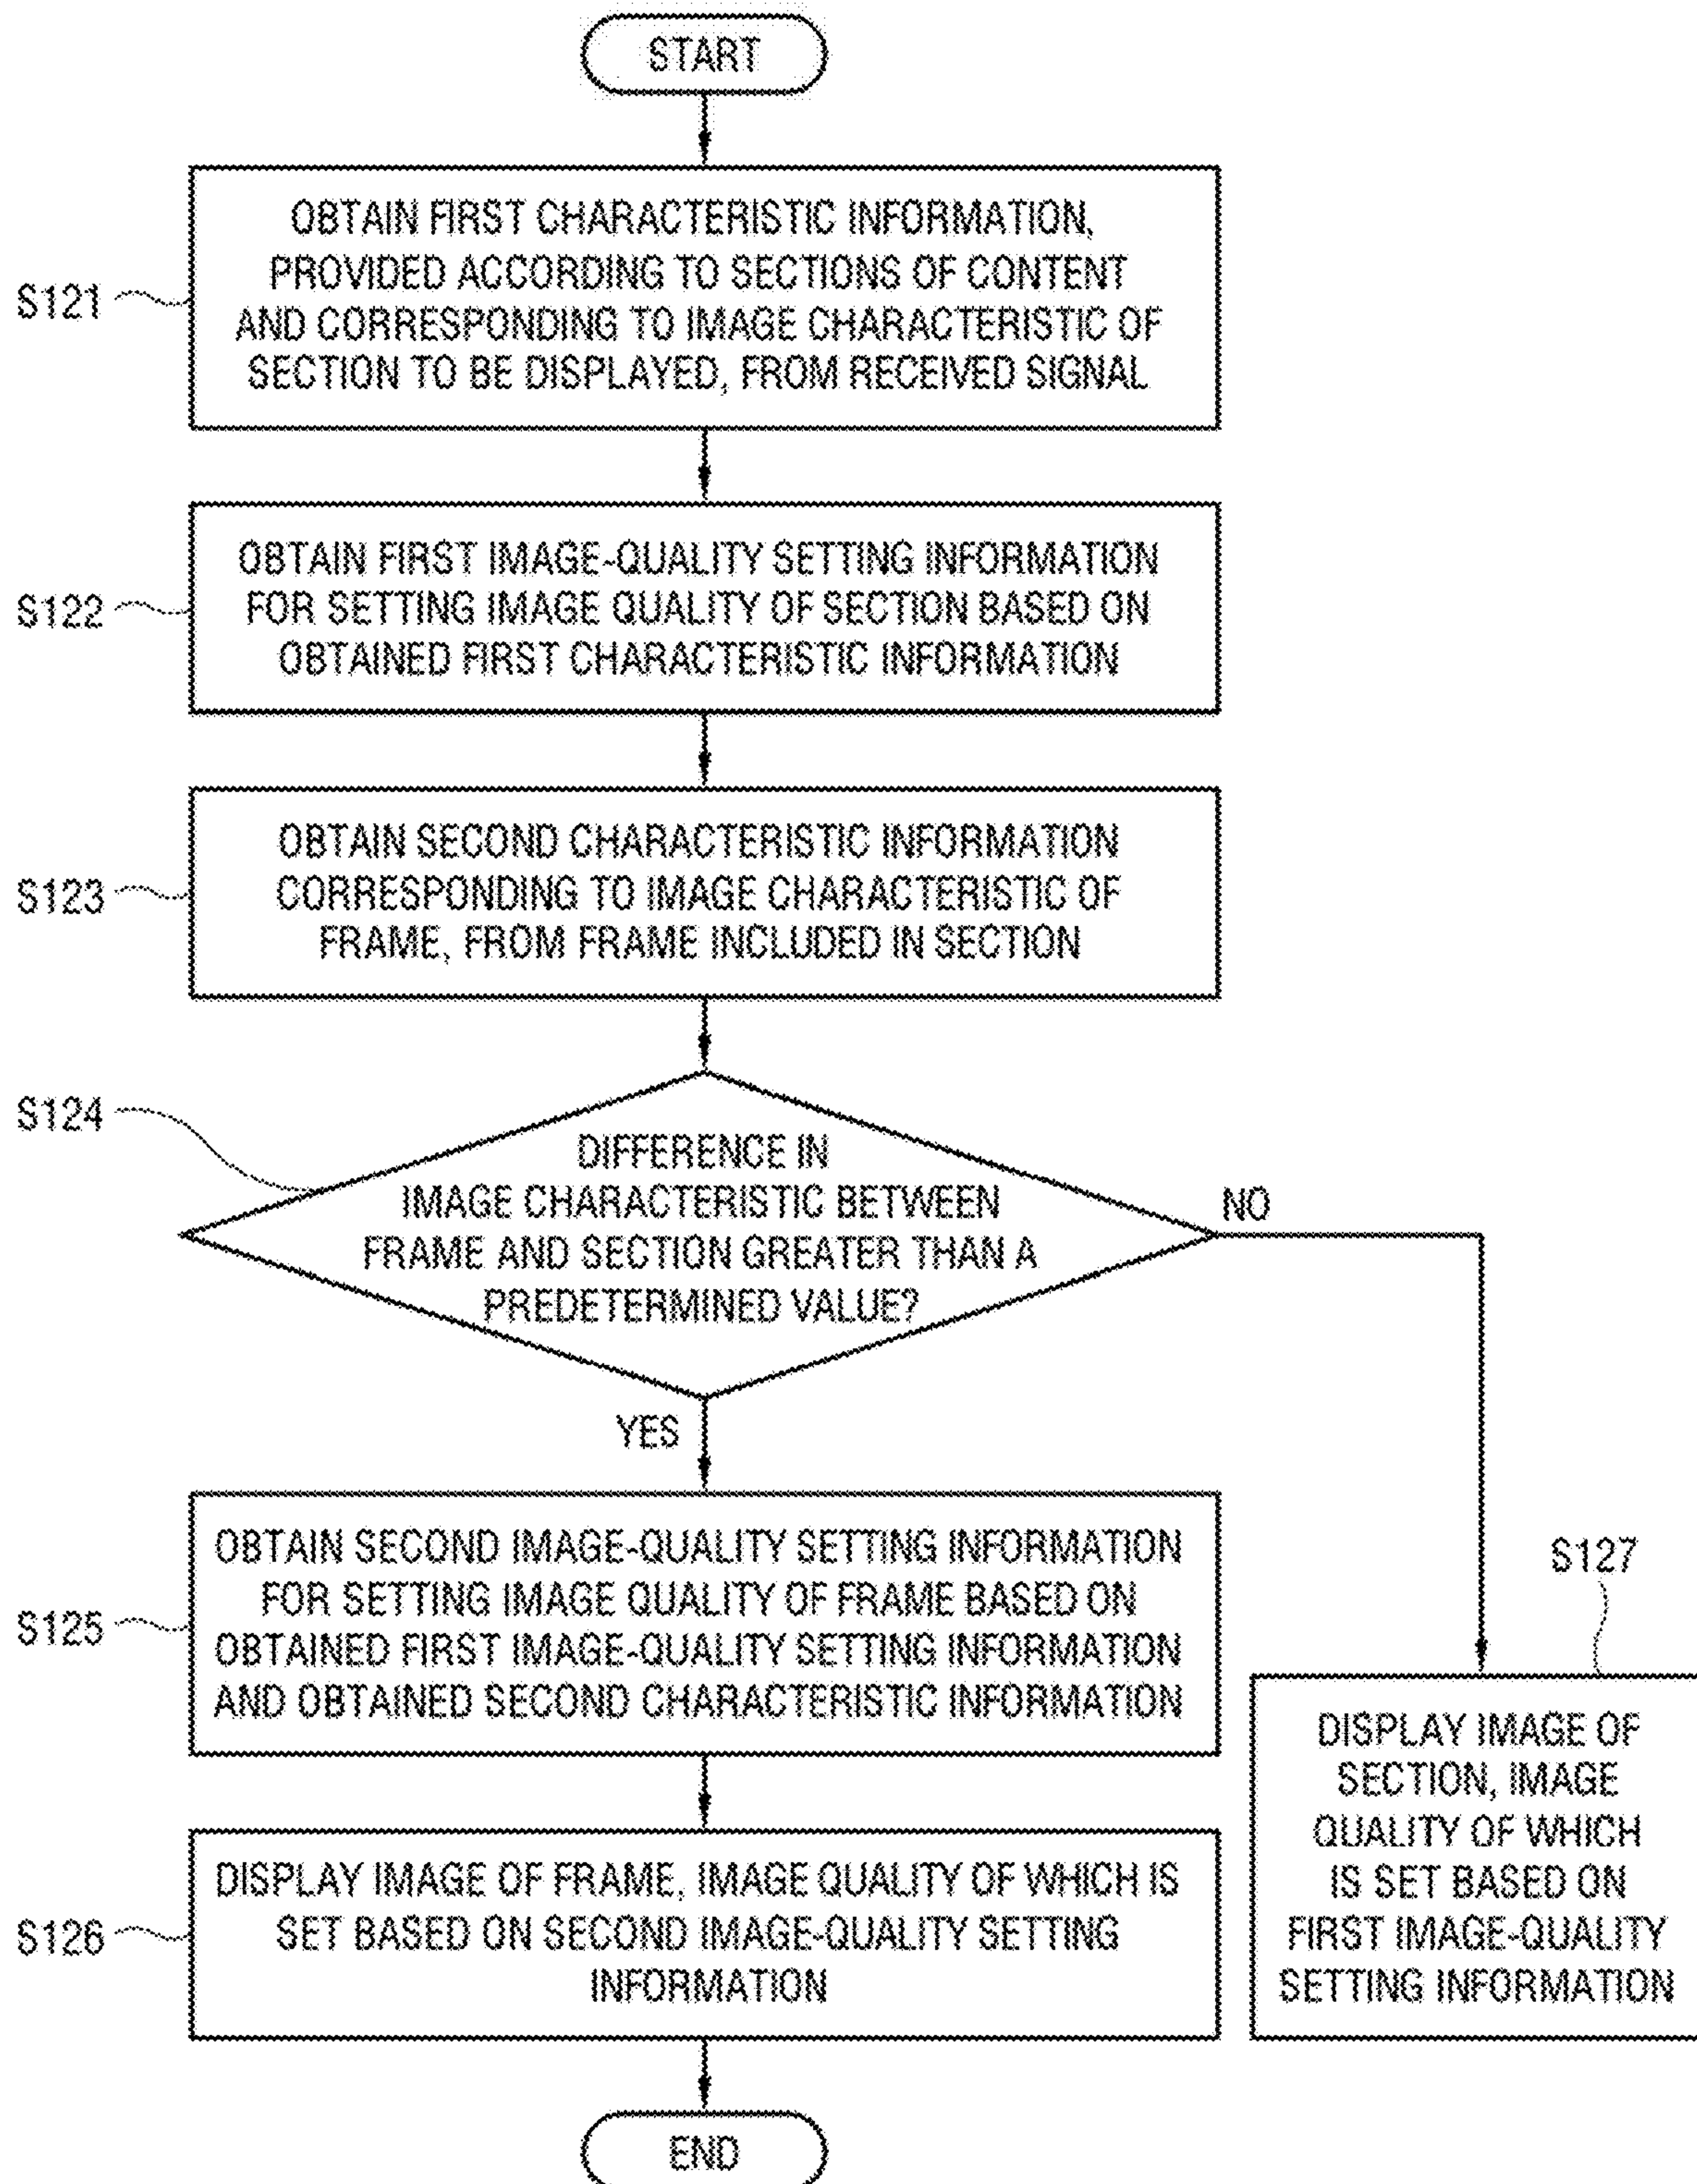 START
OBTAIN FIRST CHARACTERISTIC INFORMATION,
PROVIDED ACCORDING TO SECTIONS OF CONTENT
AND CORRESPONDING TO IMAGE CHARACTERISTIC OF
SECTION TO BE DISPLAYED, FROM RECEIVED SIGNAL
S121
OBTAIN FIRST IMAGE-QUALITY SETTING INFORMATION
FOR SETTING IMAGE QUALITY OF SECTION BASED ON
OBTAINED FIRST CHARACTERISTIC INFORMATION
S122
OBTAIN SECOND CHARACTERISTIC INFORMATION
CORRESPONDING TO IMAGE CHARACTERISTIC OF
FRAME, FROM FRAME INCLUDED IN SECTION
S123
S124
DIFFERENCE IN
IMAGE CHARACTERISTIC BETWEEN
FRAME AND SECTION GREATER THAN A
PREDETERMINED VALUE?
NO
YES
OBTAIN SECOND IMAGE-QUALITY SETTING INFORMATION
FOR SETTING IMAGE QUALITY OF FRAME BASED ON
OBTAINED FIRST IMAGE-QUALITY SETTING INFORMATION
AND OBTAINED SECOND CHARACTERISTIC INFORMATION
S125
S127
DISPLAY IMAGE OF
SECTION, IMAGE
QUALITY OF WHICH
IS SET BASED ON
FIRST IMAGE-QUALITY
SETTING INFORMATION
DISPLAY IMAGE OF FRAME, IMAGE QUALITY OF WHICH IS
SET BASED ON SECOND IMAGE-QUALITY SETTING
INFORMATION
S126
END